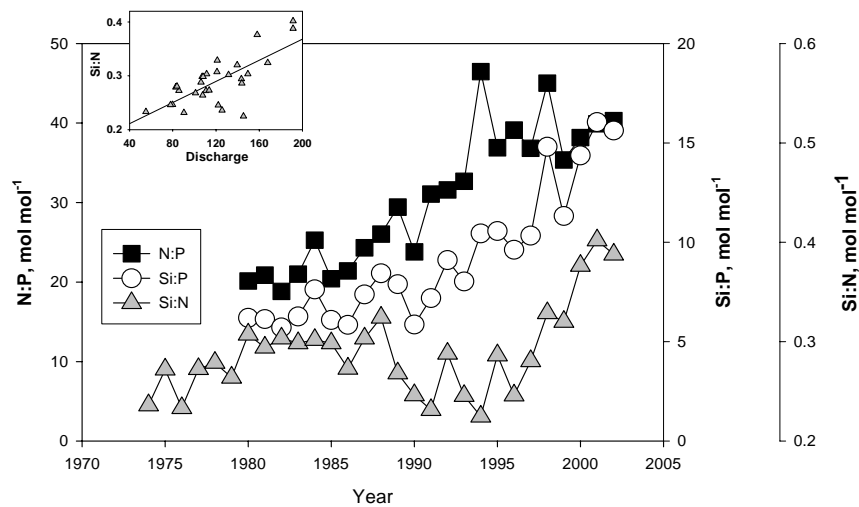 0.4
0.3
0.2
Si:N
40 80 120 160 200
Discharge
50
40
30
20
10
0
N:P, mol mol⁻¹
N:P
Si:P
Si:N
20
15
10
5
0
Si:P, mol mol⁻¹
0.6
0.5
0.4
0.3
0.2
Si:N, mol mol⁻¹
1970 1975 1980 1985 1990 1995 2000 2005
Year